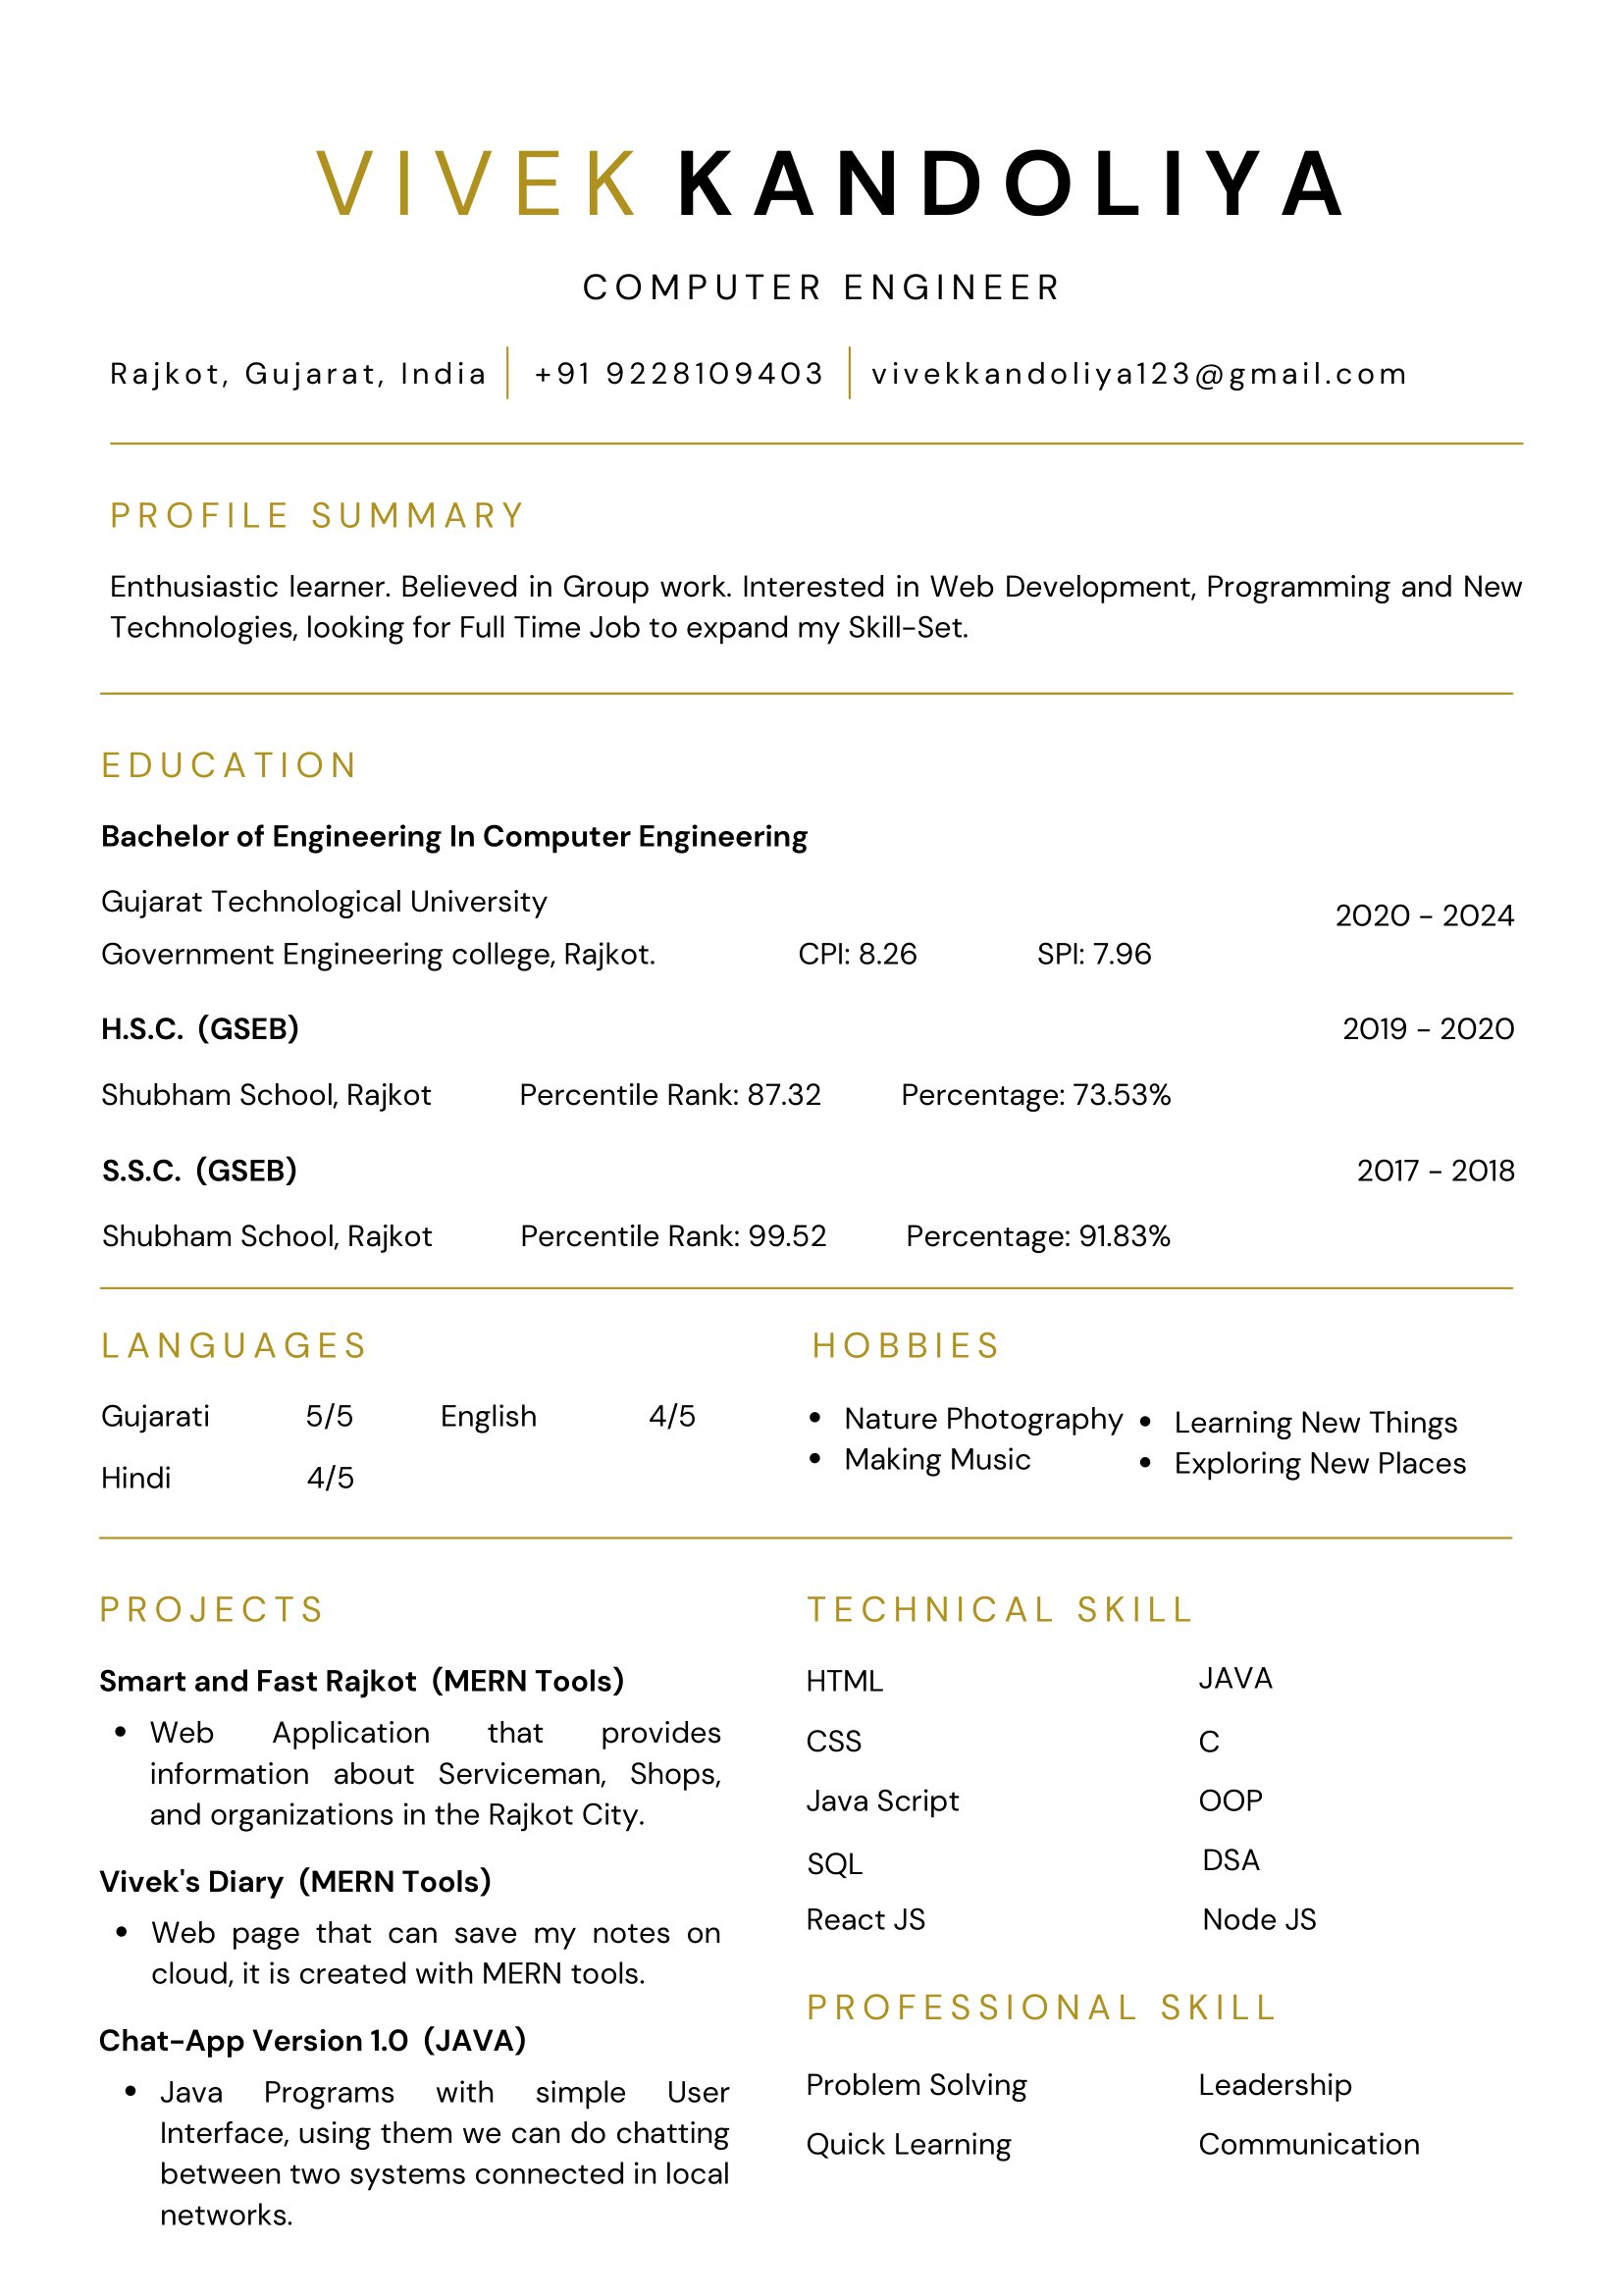 VIVEK KANDOLIYA
COMPUTER ENGINEER
Rajkot, Gujarat, India
+91 9228109403
vivekkandoliya123@gmail.com
PROFILE SUMMARY
Enthusiastic learner. Believed in Group work. Interested in Web Development, Programming and New
Technologies, looking for Full Time Job to expand my Skill-Set.
EDUCATION
Bachelor of Engineering In Computer Engineering
Gujarat Technological University
2020 - 2024
Government Engineering college, Rajkot. CPI: 8.26 SPI: 7.96
H.S.C. (GSEB) 2019 - 2020
Shubham School, Rajkot Percentile Rank: 87.32 Percentage: 73.53%
S.S.C. (GSEB) 2017 - 2018
Shubham School, Rajkot Percentile Rank: 99.52 Percentage: 91.83%
LANGUAGES
Gujarati 5/5 English 4/5
Hindi 4/5
HOBBIES
• Nature Photography
• Making Music
• Learning New Things
• Exploring New Places
PROJECTS
Smart and Fast Rajkot (MERN Tools)
• Web Application that provides
information about Serviceman, Shops,
and organizations in the Rajkot City.
Vivek's Diary (MERN Tools)
• Web page that can save my notes on
cloud, it is created with MERN tools.
Chat-App Version 1.0 (JAVA)
• Java Programs with simple User
Interface, using them we can do chatting
between two systems connected in local
networks.
TECHNICAL SKILL
HTML JAVA
CSS C
Java Script OOP
SQL DSA
React JS Node JS
PROFESSIONAL SKILL
Problem Solving Leadership
Quick Learning Communication